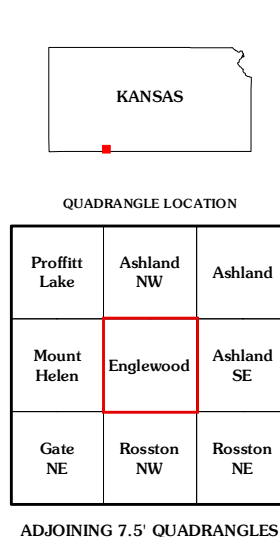 KANSAS
QUADRANGLE LOCATION
Proffitt
Lake
Ashland
NW
Ashland
Mount
Helen
Englewood
Ashland
SE
Gate
NE
Rosston
NW
Rosston
NE
ADJOINING 7.5' QUADRANGLES